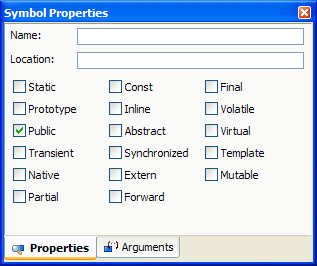 Symbol Properties
Name:
Location:
Static Const Final
Prototype Inline Volatile
Public Abstract Virtual
Transient Synchronized Template
Native Extern Mutable
Partial Forward
Properties Arguments